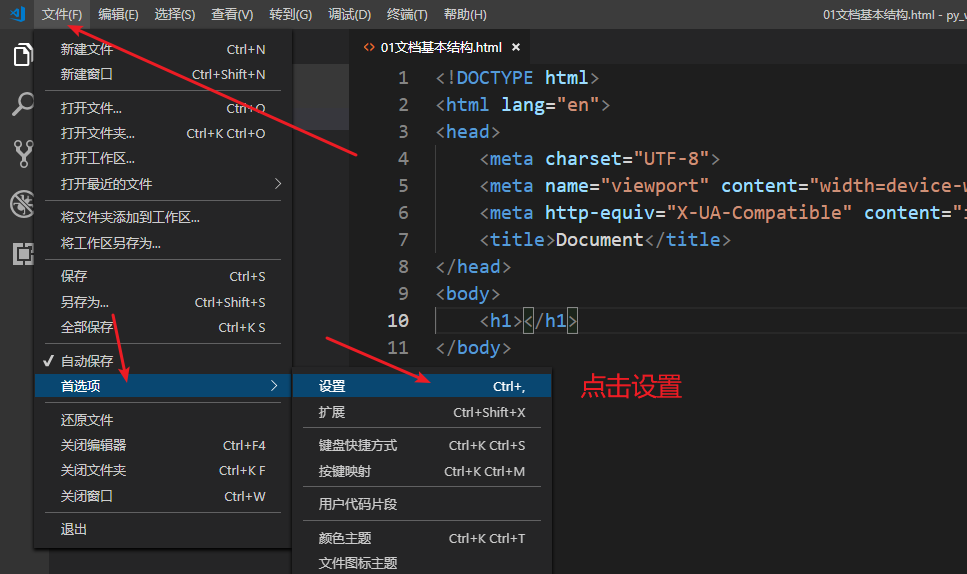 文件(F) 编辑(E) 选择(S) 查看(V) 转到(G) 调试(D) 终端(T) 帮助(H) 01文档基本结构.html - py_
新建文件 Ctrl+N
新建窗口 Ctrl+Shift+N
打开文件... Ctrl+O
打开文件夹... Ctrl+K Ctrl+O
打开工作区...
打开最近的文件
将文件夹添加到工作区...
将工作区另存为...
保存 Ctrl+S
另存为... Ctrl+Shift+S
全部保存 Ctrl+K S
自动保存
首选项
还原文件
关闭编辑器 Ctrl+F4
关闭文件夹 Ctrl+K F
关闭窗口 Ctrl+W
退出
设置 Ctrl+,
扩展 Ctrl+Shift+X
键盘快捷方式 Ctrl+K Ctrl+S
按键映射 Ctrl+K Ctrl+M
用户代码片段
颜色主题 Ctrl+K Ctrl+T
文件图标主题
01文档基本结构.html ×
1 <!DOCTYPE html>
2 <html lang="en">
3 <head>
4 <meta charset="UTF-8">
5 <meta name="viewport" content="width=device-
6 <meta http-equiv="X-UA-Compatible" content="
7 <title>Document</title>
8 </head>
9 <body>
10 <h1></h1>
11 </body>
点击设置